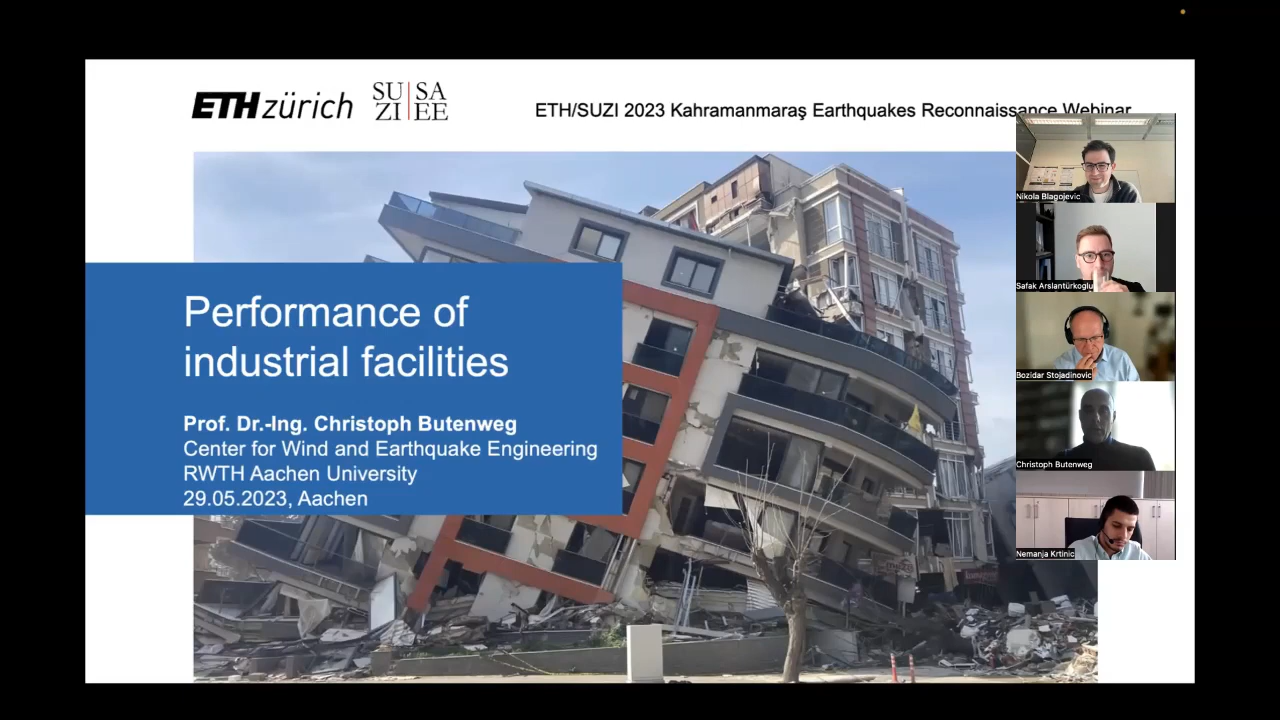 ETH zürich
SU|SA
ZI|EE
ETH/SUZI 2023 Kahramanmaraş Earthquakes Reconnaissance Webinar
Performance of
industrial facilities
Prof. Dr.-Ing. Christoph Butenweg
Center for Wind and Earthquake Engineering
RWTH Aachen University
29.05.2023, Aachen
Nikola Blagojevic
Safak Arslantürkoglu
Bozidar Stojadinovic
Christoph Butenweg
Nemanja Krtinic